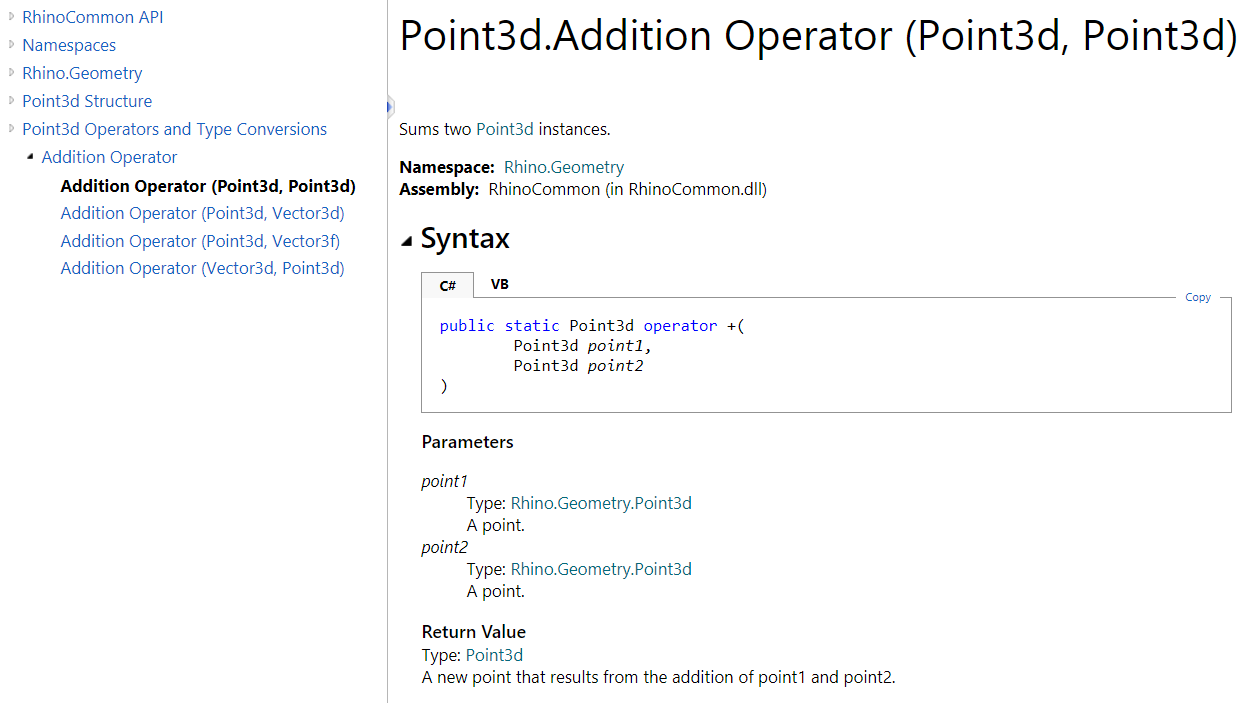 RhinoCommon API
Namespaces
Rhino.Geometry
Point3d Structure
Point3d Operators and Type Conversions
Addition Operator
Addition Operator (Point3d, Point3d)
Addition Operator (Point3d, Vector3d)
Addition Operator (Point3d, Vector3f)
Addition Operator (Vector3d, Point3d)
Point3d.Addition Operator (Point3d, Point3d)
Sums two Point3d instances.
Namespace: Rhino.Geometry
Assembly: RhinoCommon (in RhinoCommon.dll)
Syntax
C# VB
Copy
public static Point3d operator +(
Point3d point1,
Point3d point2
)
Parameters
point1
Type: Rhino.Geometry.Point3d
A point.
point2
Type: Rhino.Geometry.Point3d
A point.
Return Value
Type: Point3d
A new point that results from the addition of point1 and point2.